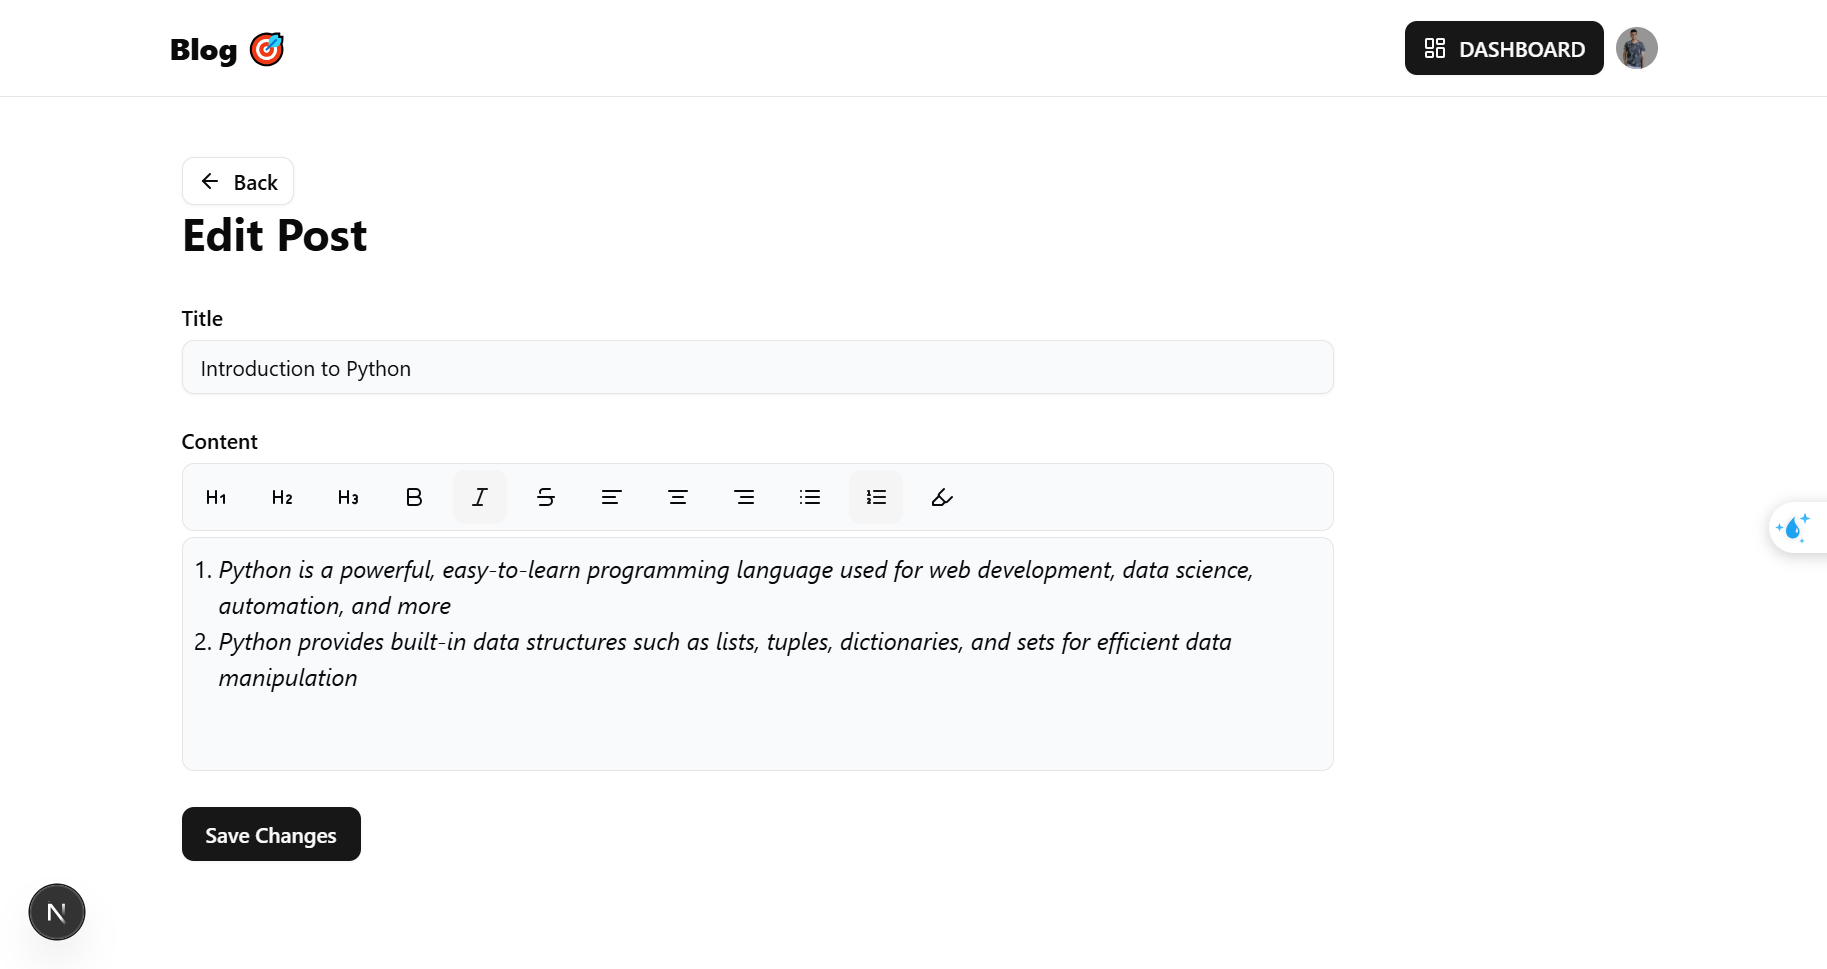 Blog
DASHBOARD
Back
Edit Post
Title
Introduction to Python
Content
H1 H2 H3 B I S
1. Python is a powerful, easy-to-learn programming language used for web development, data science,
automation, and more
2. Python provides built-in data structures such as lists, tuples, dictionaries, and sets for efficient data
manipulation
Save Changes
N